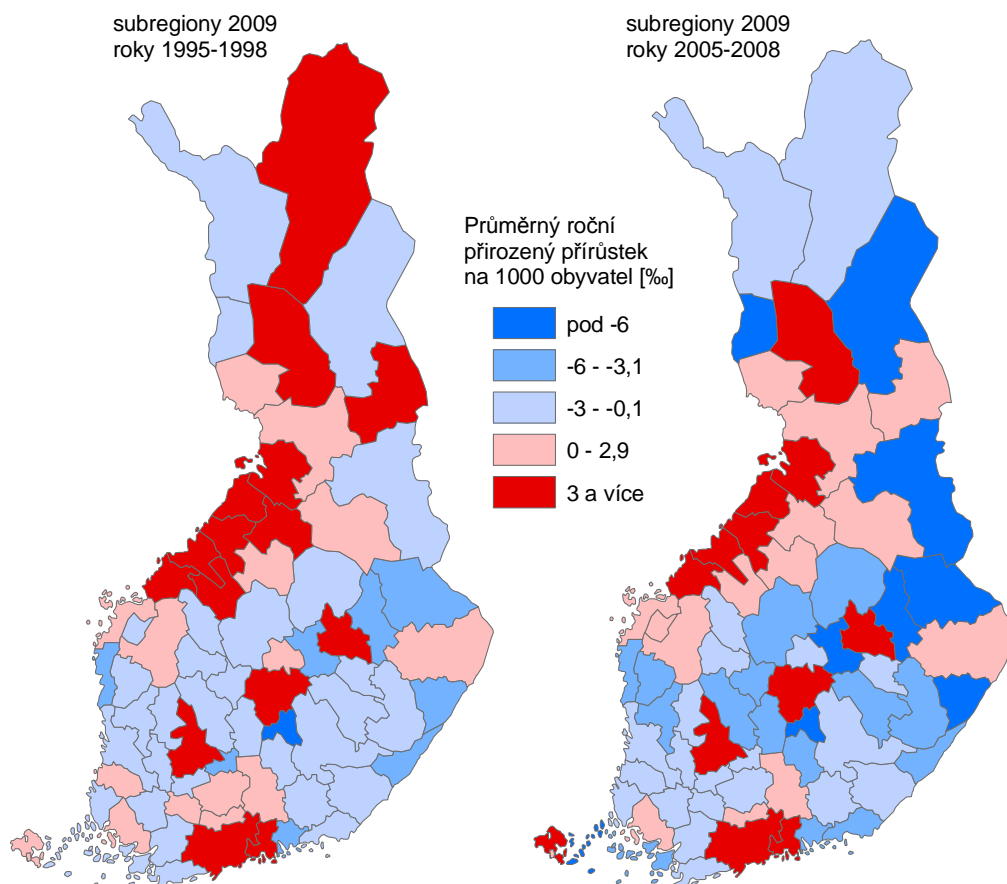 subregiony 2009
roky 1995-1998
subregiony 2009
roky 2005-2008
Průměrný roční
přirozený přírůstek
na 1000 obyvatel [‰]
pod -6
-6 - -3,1
-3 - -0,1
0 - 2,9
3 a více